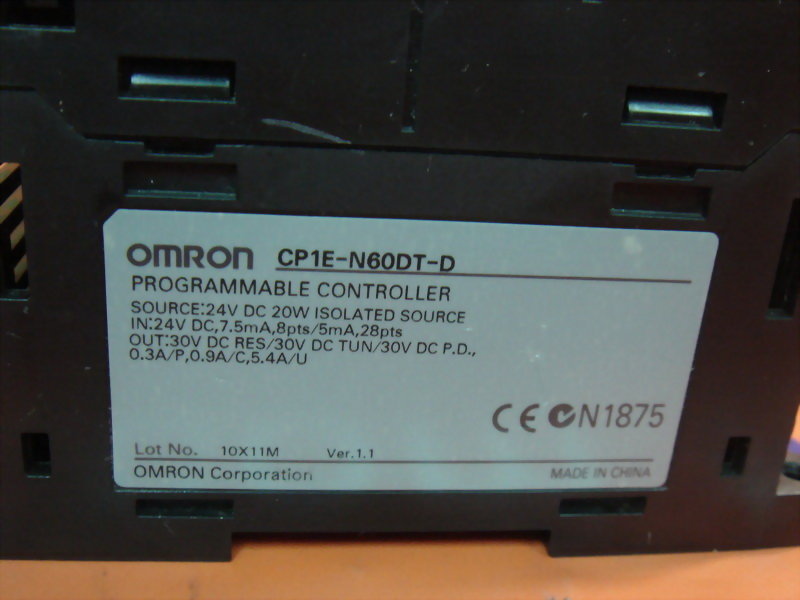 OMRON CP1E-N60DT-D
PROGRAMMABLE CONTROLLER
SOURCE:24V DC 20W ISOLATED SOURCE
IN:24V DC,7.5mA,8pts/5mA,28pts
OUT:30V DC RES/30V DC TUN/30V DC P.D.,
0.3A/P,0.9A/C,5.4A/U
CE N1875
Lot No. 10X11M Ver.1.1
OMRON Corporation MADE IN CHINA